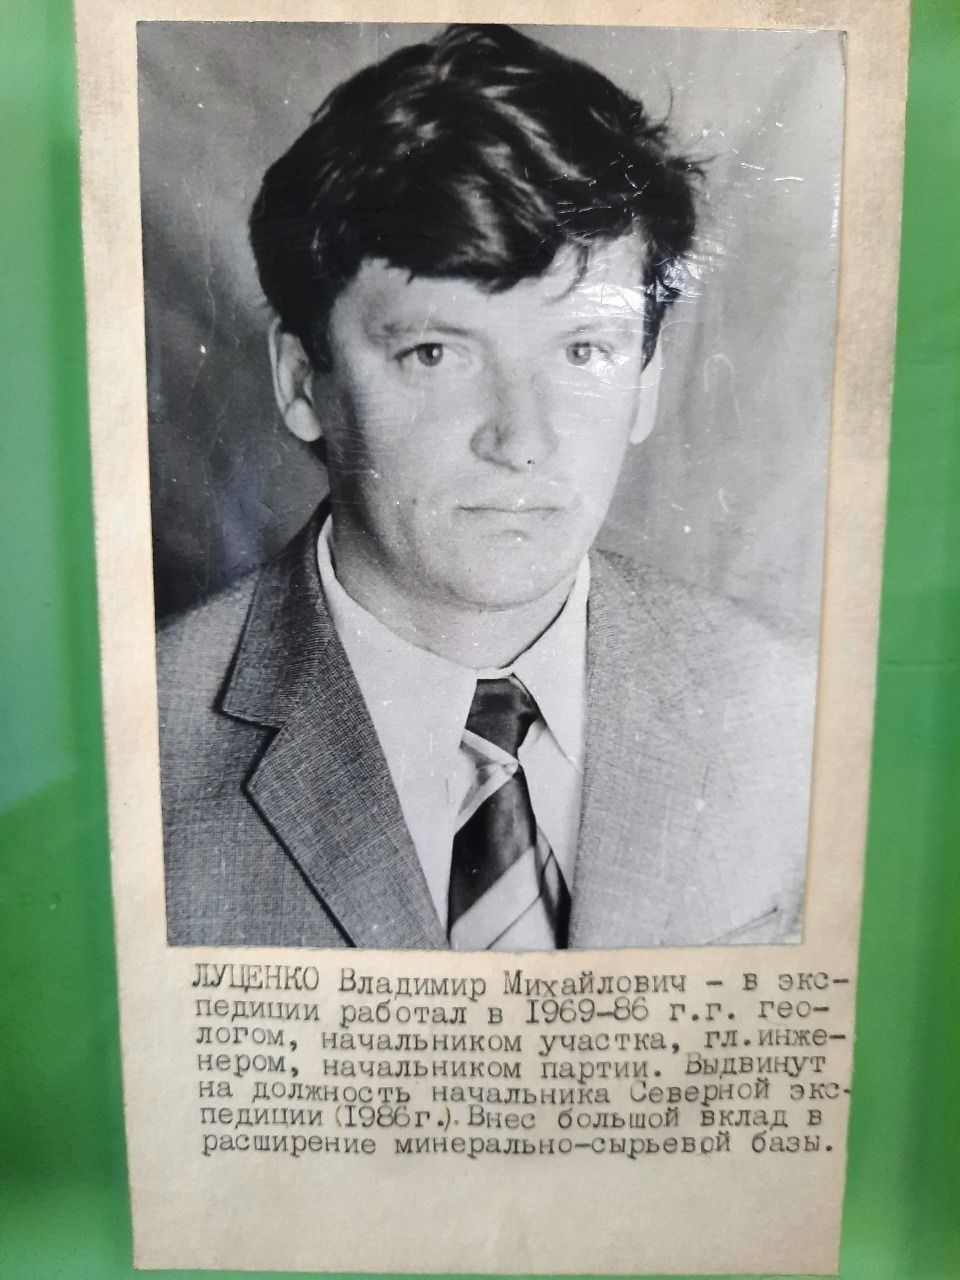 ЛУЦЕНКО Владимир Михайлович - в экс-
педиции работал в 1969-86 г.г. гео-
логом, начальником участка, гл.инже-
нером, начальником партии. Выдвинут
на должность начальника Северной экс-
педиции (1986г.). Внес большой вклад в
расширение минерально-сырьевой базы.